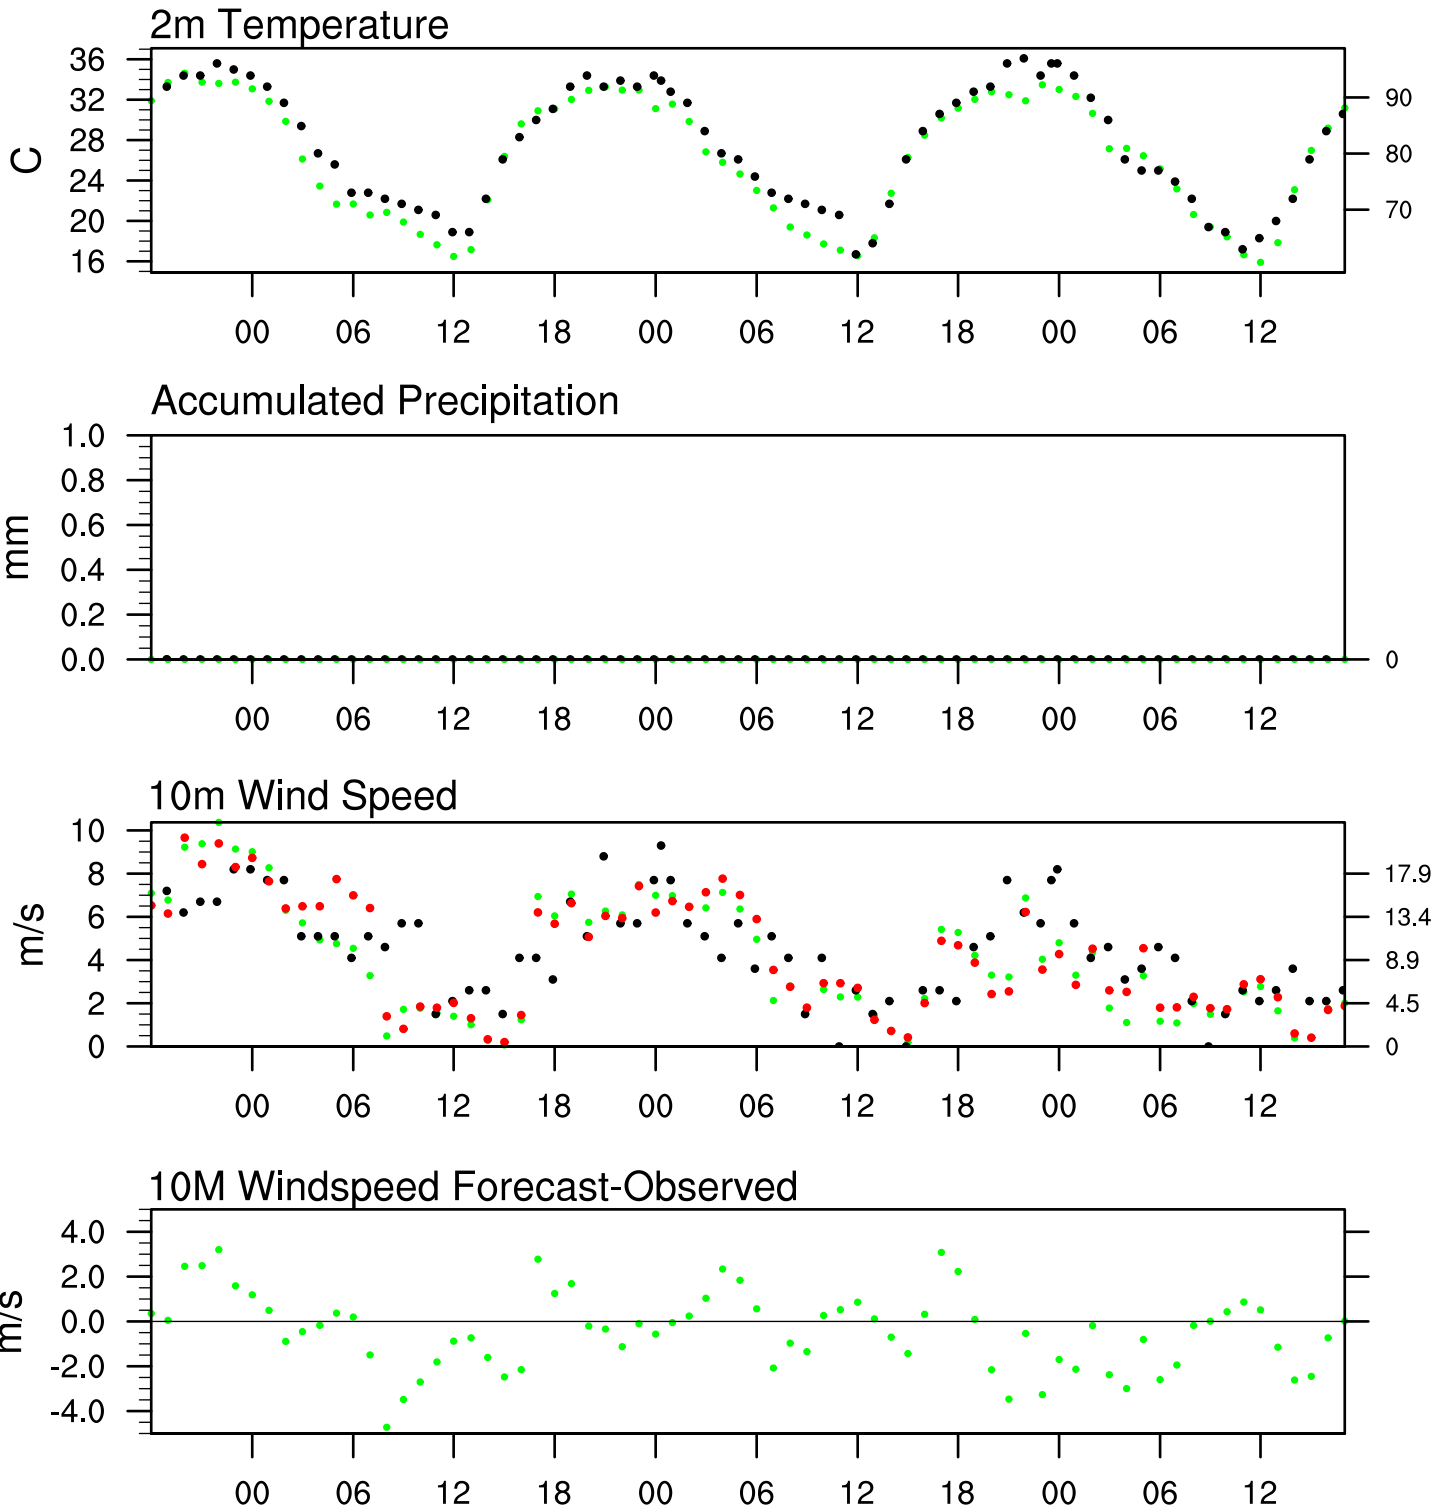 2m Temperature
36
32
28
24
20
16
C
90
80
70
00 06 12 18 00 06 12 18 00 06 12
Accumulated Precipitation
1.0
0.8
0.6
0.4
0.2
0.0
mm
0
00 06 12 18 00 06 12 18 00 06 12
10m Wind Speed
10
8
6
4
2
0
m/s
17.9
13.4
8.9
4.5
0
00 06 12 18 00 06 12 18 00 06 12
10M Windspeed Forecast-Observed
4.0
2.0
0.0
-2.0
-4.0
m/s
00 06 12 18 00 06 12 18 00 06 12